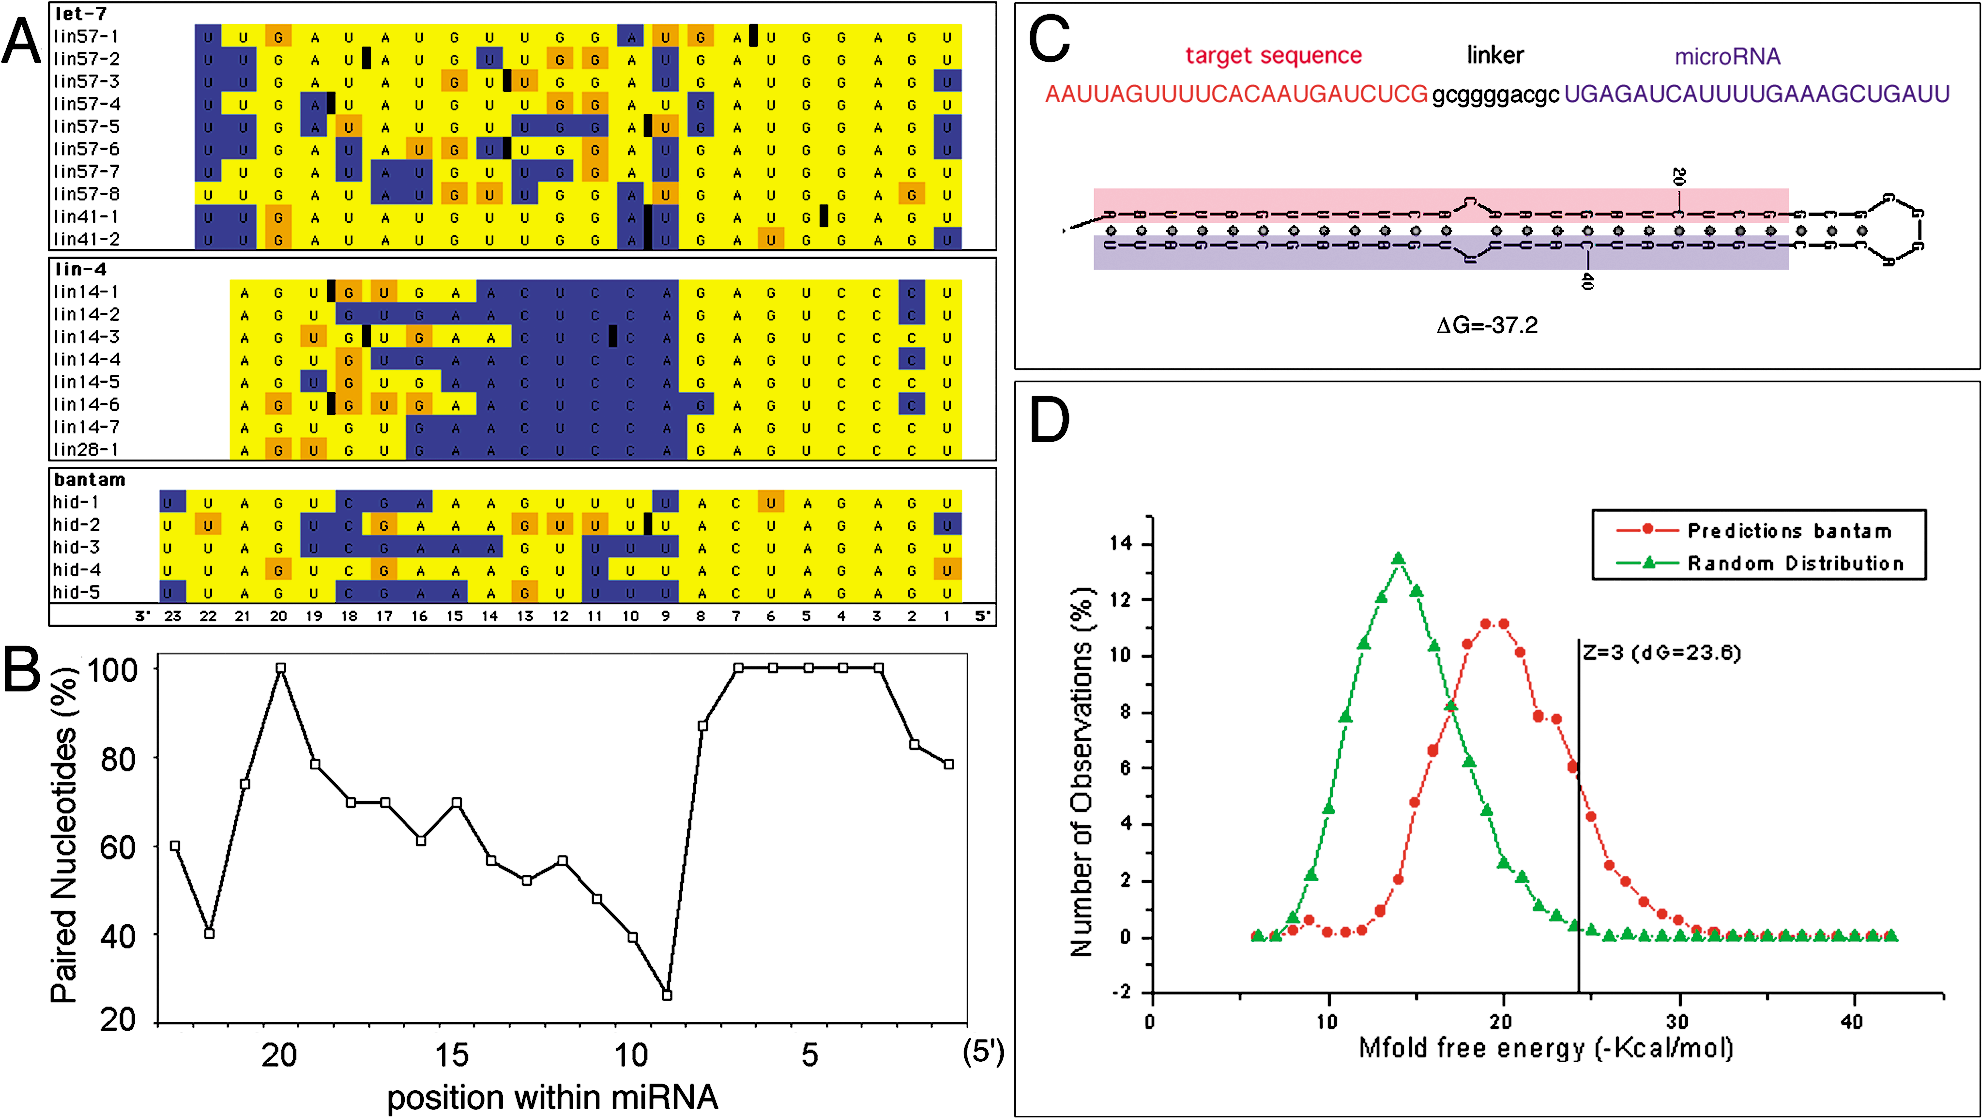 A
let-7
lin57-1 U U G A U A U G U U G G A U G A U G G A G U
lin57-2 U U G A U A U G U U G G A U G A U G G A G U
lin57-3 U U G A U A U G U U G G A U G A U G G A G U
lin57-4 U U G A U A U G U U G G A U G A U G G A G U
lin57-5 U U G A U A U G U U G G A U G A U G G A G U
lin57-6 U U G A U A U G U U G G A U G A U G G A G U
lin57-7 U U G A U A U G U U G G A U G A U G G A G U
lin57-8 U U G A U A U G U U G G A U G A U G G A G U
lin41-1 U U G A U A U G U U G G A U G A U G G A G U
lin41-2 U U G A U A U G U U G G A U G A U G G A G U
lin-4
lin14-1 A G U G U G A A C U C C A G A G U C C C U
lin14-2 A G U G U G A A C U C C A G A G U C C C U
lin14-3 A G U G U G A A C U C C A G A G U C C C U
lin14-4 A G U G U G A A C U C C A G A G U C C C U
lin14-5 A G U G U G A A C U C C A G A G U C C C U
lin14-6 A G U G U G A A C U C C A G A G U C C C U
lin14-7 A G U G U G A A C U C C A G A G U C C C U
lin28-1 A G U G U G A A C U C C A G A G U C C C U
bantam
hid-1 U U A G U C G A A A G U U U U A C U A G A G U
hid-2 U U A G U C G A A A G U U U U A C U A G A G U
hid-3 U U A G U C G A A A G U U U U A C U A G A G U
hid-4 U U A G U C G A A A G U U U U A C U A G A G U
hid-5 U U A G U C G A A A G U U U U A C U A G A G U
3' 23 22 21 20 19 18 17 16 15 14 13 12 11 10 9 8 7 6 5 4 3 2 1 5'
B
Paired Nucleotides (%)
100
80
60
40
20
20 15 10 5 (5')
position within miRNA
C
target sequence linker microRNA
AAUUAGUUUUCACAAUGAUCUCG gcggggacgc UGAGAUCAUUUUGAAAGCUGAUU
20
A A U U A G U U U U C A C A A U G A U C U C G G C G G G
G
U U A G U C G A A A G U U U U A C U A G A G U C G C A G
40
ΔG=-37.2
D
Number of Observations (%)
14
12
10
8
6
4
2
0
-2
Predictions bantam
Random Distribution
Z=3 (dG=23.6)
0 10 20 30 40
Mfold free energy (-Kcal/mol)